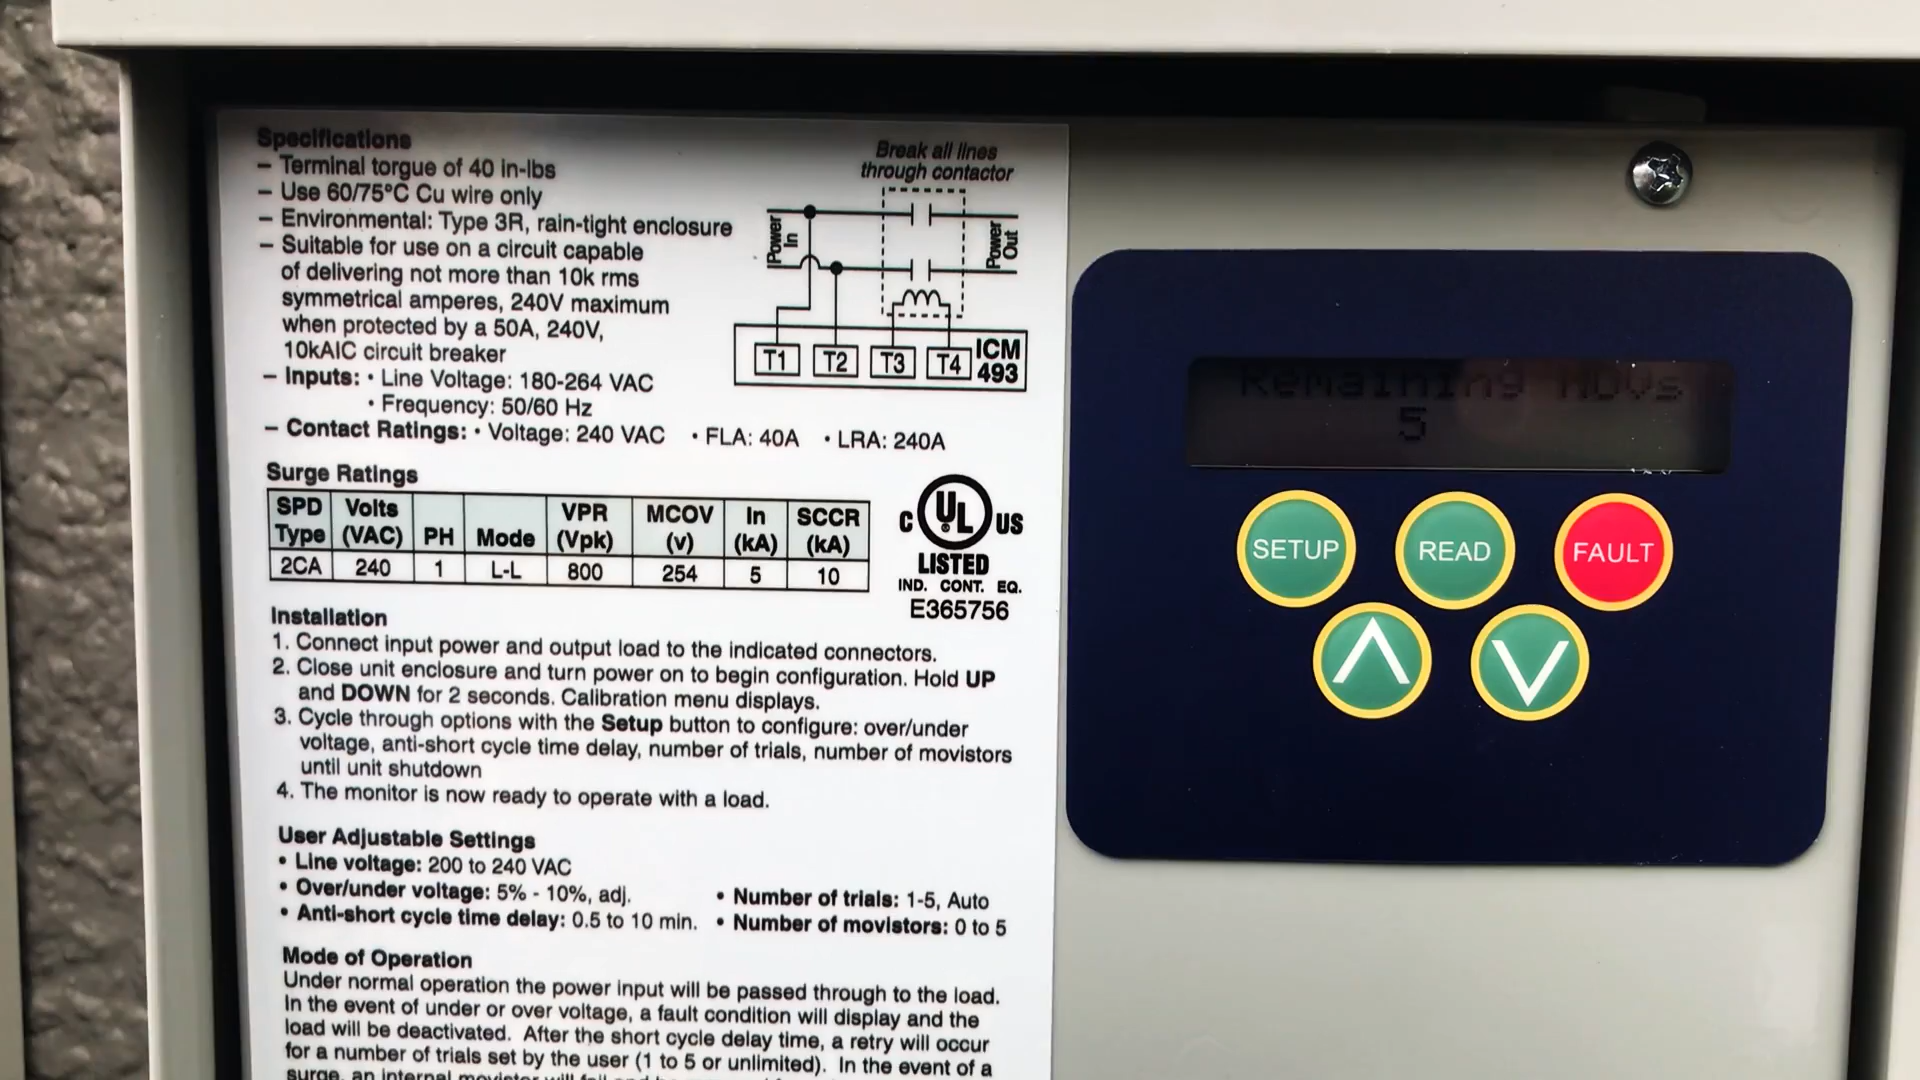 Specifications
– Terminal torgue of 40 in-lbs
– Use 60/75°C Cu wire only
– Environmental: Type 3R, rain-tight enclosure
– Suitable for use on a circuit capable
of delivering not more than 10k rms
symmetrical amperes, 240V maximum
when protected by a 50A, 240V,
10kAIC circuit breaker
– Inputs: • Line Voltage: 180-264 VAC
• Frequency: 50/60 Hz
– Contact Ratings: • Voltage: 240 VAC • FLA: 40A • LRA: 240A
Break all lines
through contactor
Power
In
Power
Out
T1 T2 T3 T4
ICM
493
Surge Ratings
SPD Type Volts (VAC) PH Mode VPR (Vpk) MCOV (v) In (kA) SCCR (kA)
2CA 240 1 L-L 800 254 5 10
C UL US
®
LISTED
IND. CONT. EQ.
E365756
Installation
1. Connect input power and output load to the indicated connectors.
2. Close unit enclosure and turn power on to begin configuration. Hold UP
and DOWN for 2 seconds. Calibration menu displays.
3. Cycle through options with the Setup button to configure: over/under
voltage, anti-short cycle time delay, number of trials, number of movistors
until unit shutdown
4. The monitor is now ready to operate with a load.
User Adjustable Settings
• Line voltage: 200 to 240 VAC
• Over/under voltage: 5% - 10%, adj.
• Anti-short cycle time delay: 0.5 to 10 min.
• Number of trials: 1-5, Auto
• Number of movistors: 0 to 5
Mode of Operation
Under normal operation the power input will be passed through to the load.
In the event of under or over voltage, a fault condition will display and the
load will be deactivated. After the short cycle delay time, a retry will occur
for a number of trials set by the user (1 to 5 or unlimited). In the event of a
surge, an internal movistor will fail and be
Remaining MOVs
5
SETUP
READ
FAULT